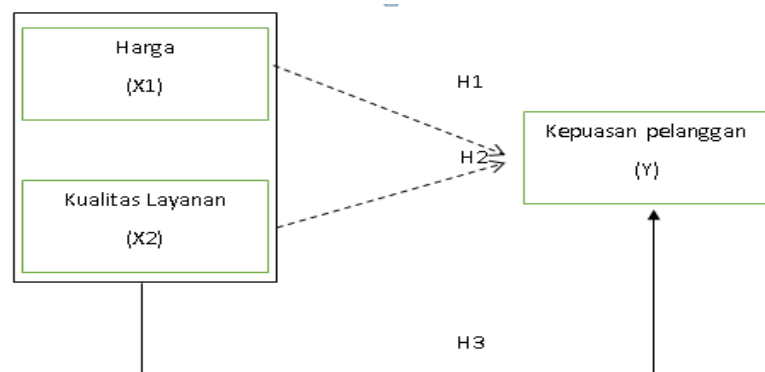 Harga
(X1)
H1
Kepuasan pelanggan
(Y)
H2
Kualitas Layanan
(X2)
H3